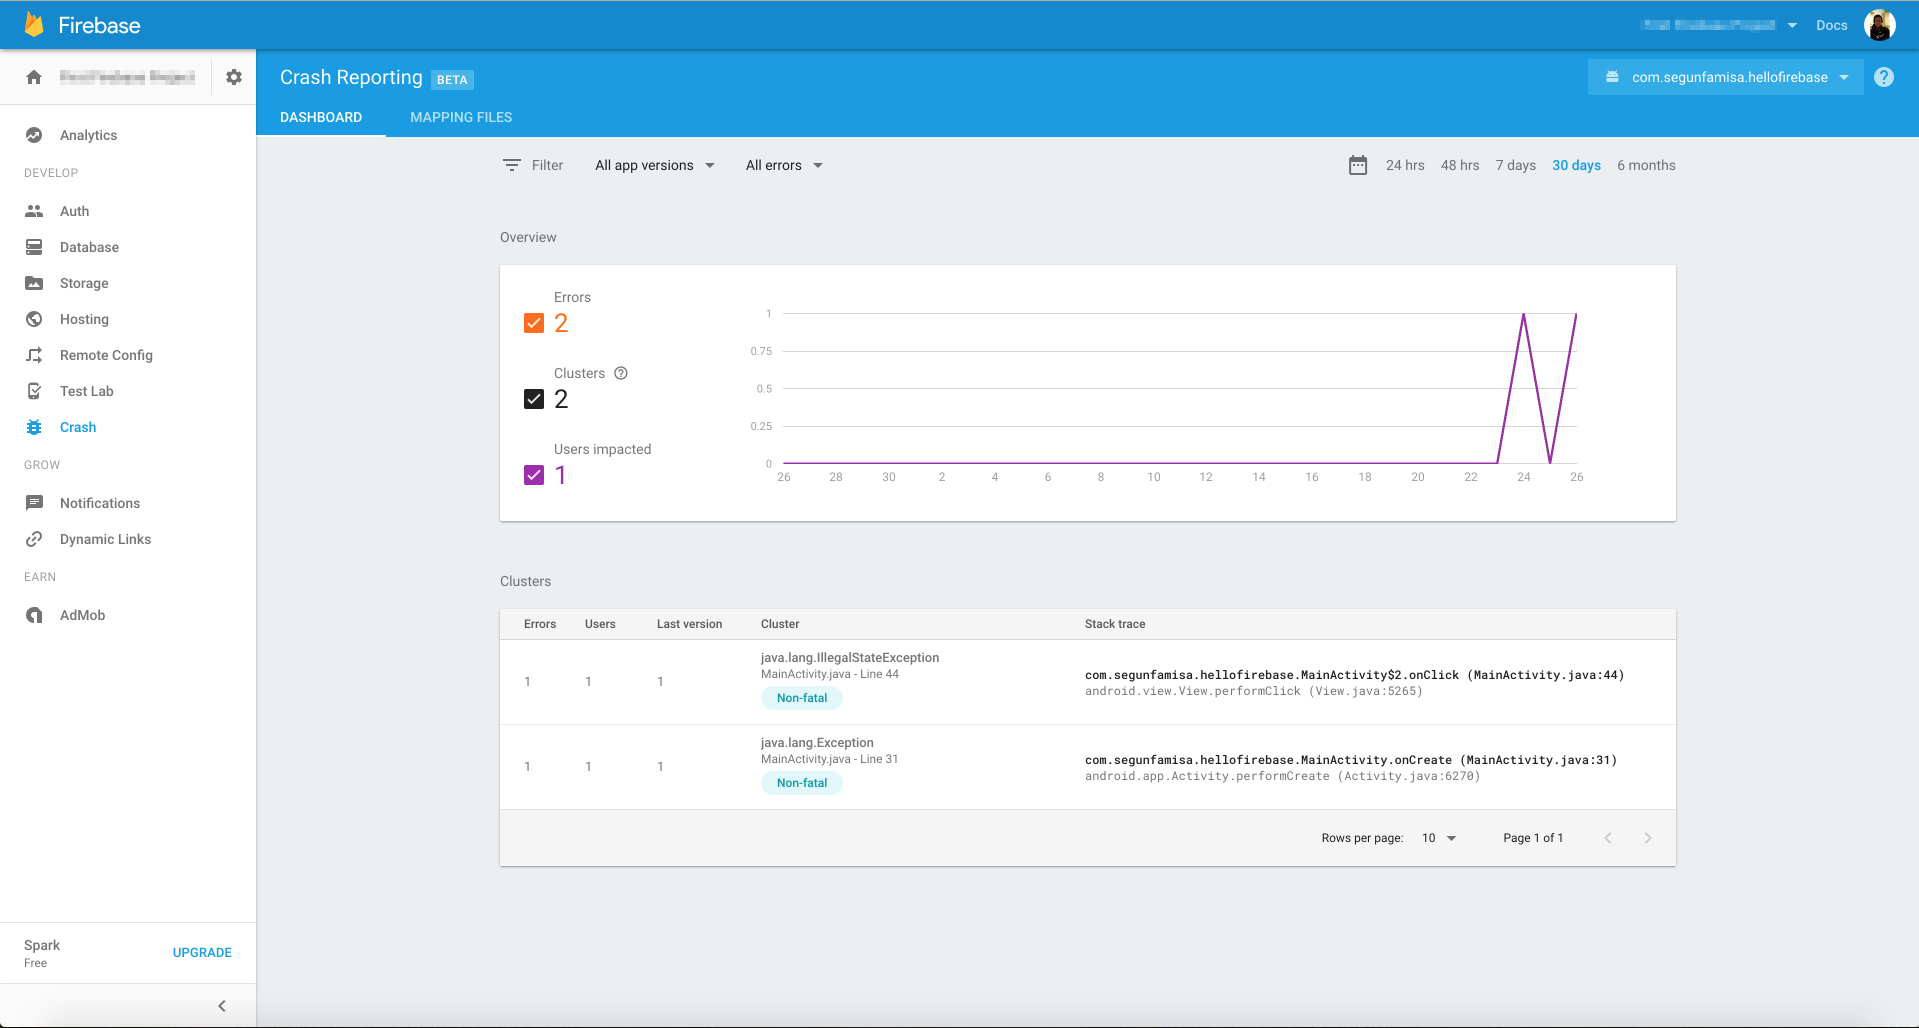 Firebase
Docs
Crash Reporting BETA
com.segunfamisa.hellofirebase
DASHBOARD MAPPING FILES
Analytics
DEVELOP
Auth
Database
Storage
Hosting
Remote Config
Test Lab
Crash
GROW
Notifications
Dynamic Links
EARN
AdMob
Spark
Free
UPGRADE
Filter All app versions All errors 24 hrs 48 hrs 7 days 30 days 6 months
Overview
Errors
2
Clusters
2
Users impacted
1
1
0.75
0.5
0.25
0
26 28 30 2 4 6 8 10 12 14 16 18 20 22 24 26
Clusters
Errors Users Last version Cluster Stack trace
java.lang.IllegalStateException
MainActivity.java - Line 44
Non-fatal
1 1 1
com.segunfamisa.hellofirebase.MainActivity$2.onClick (MainActivity.java:44)
android.view.View.performClick (View.java:5265)
java.lang.Exception
MainActivity.java - Line 31
Non-fatal
1 1 1
com.segunfamisa.hellofirebase.MainActivity.onCreate (MainActivity.java:31)
android.app.Activity.performCreate (Activity.java:6270)
Rows per page: 10 Page 1 of 1